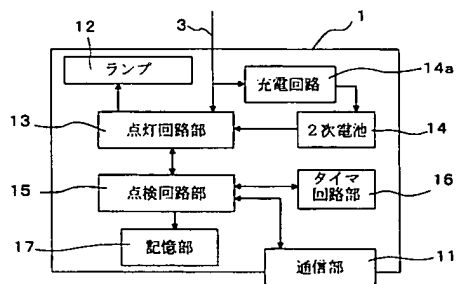 12
3
1
ランプ
充電回路
14a
13
点灯回路部
2次電池
14
15
点検回路部
タイマ
回路部
16
17
記憶部
通信部
11